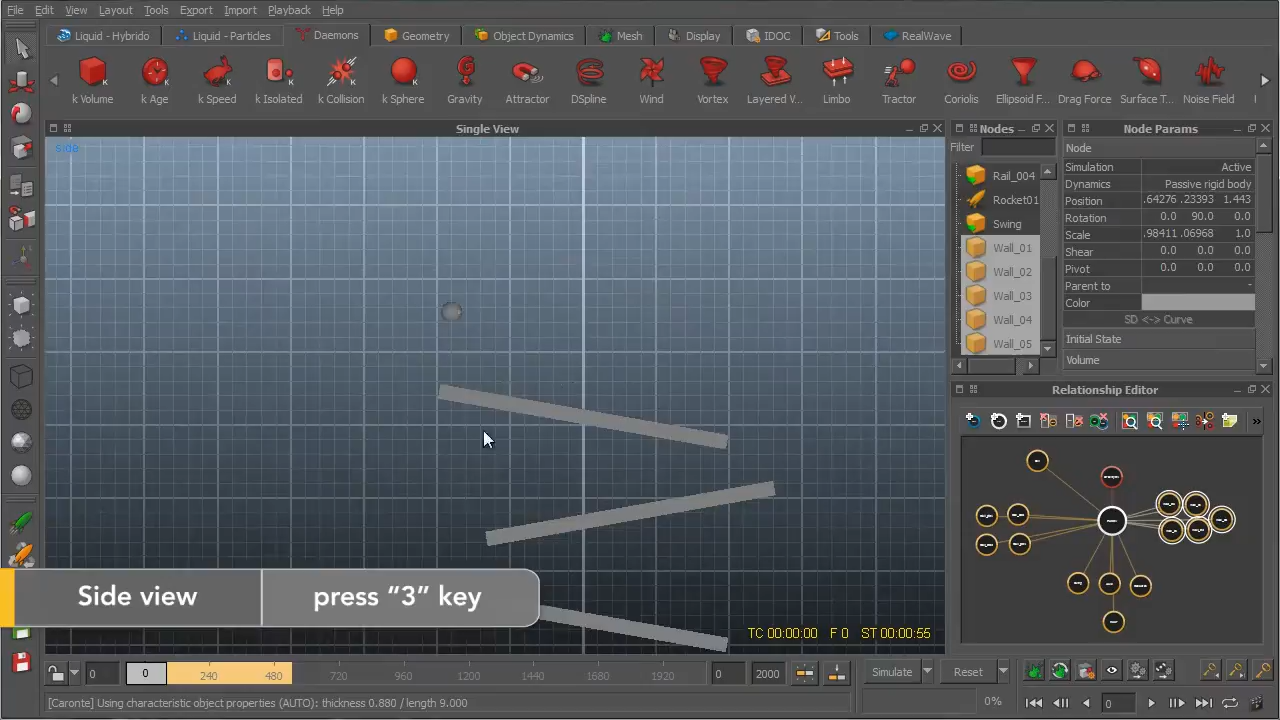 File Edit View Layout Tools Export Import Playback Help
Liquid - Hybrido Liquid - Particles Daemons Geometry Object Dynamics Mesh Display IDOC Tools RealWave
k Volume k Age k Speed k Isolated k Collision k Sphere Gravity Attractor DSpline Wind Vortex Layered V... Limbo Tractor Coriolis Ellipsoid F... Drag Force Surface T... Noise Field
Single View
side
Nodes
Filter
Rail_004
Rocket01
Swing
Wall_01
Wall_02
Wall_03
Wall_04
Wall_05
Node Params
Node
Simulation Active
Dynamics Passive rigid body
Position .64276 .23393 1.443
Rotation 0.0 90.0 0.0
Scale .98411 .06968 1.0
Shear 0.0 0.0 0.0
Pivot 0.0 0.0 0.0
Parent to -
Color
SD <-> Curve
Initial State
Volume
Relationship Editor
Side view press “3” key
TC 00:00:00 F 0 ST 00:00:55
0 0 240 480 720 960 1200 1440 1680 1920 0 2000 Simulate Reset
[Caronte] Using characteristic object properties (AUTO): thickness 0.880 / length 9.000 0% 0